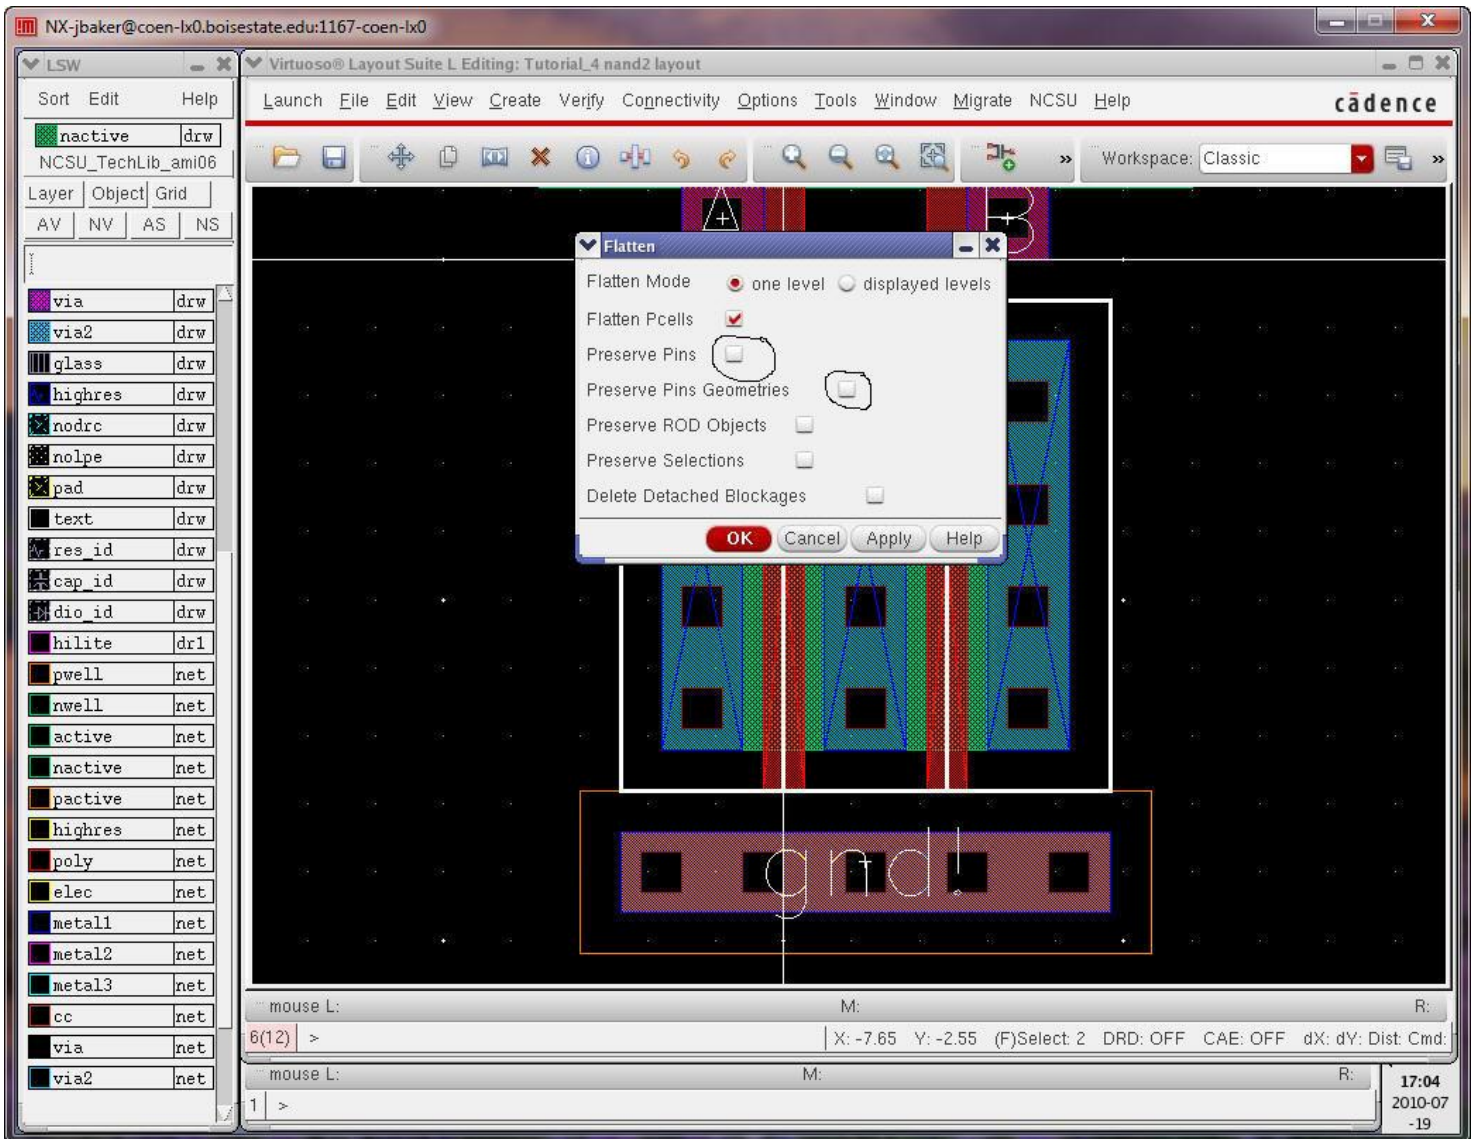 NX-jbaker@coen-lx0.boisestate.edu:1167-coen-lx0
LSW
Sort Edit Help
nactive drw
NCSU_TechLib_ami06
Layer Object Grid
AV NV AS NS
via drw
via2 drw
glass drw
highres drw
nodrc drw
nolpe drw
pad drw
text drw
res_id drw
cap_id drw
dio_id drw
hilite dr1
pwell net
nwell net
active net
nactive net
pactive net
highres net
poly net
elec net
metal1 net
metal2 net
metal3 net
cc net
via net
via2 net
Virtuoso® Layout Suite L Editing: Tutorial_4 nand2 layout
Launch File Edit View Create Verify Connectivity Options Tools Window Migrate NCSU Help
cādence
» Workspace: Classic »
A B
Flatten
Flatten Mode one level displayed levels
Flatten Pcells
Preserve Pins
Preserve Pins Geometries
Preserve ROD Objects
Preserve Selections
Delete Detached Blockages
OK Cancel Apply Help
gnd!
mouse L: M: R:
6(12) > X: -7.65 Y: -2.55 (F)Select: 2 DRD: OFF CAE: OFF dX: dY: Dist: Cmd:
mouse L: M: R:
1 >
17:04
2010-07
-19